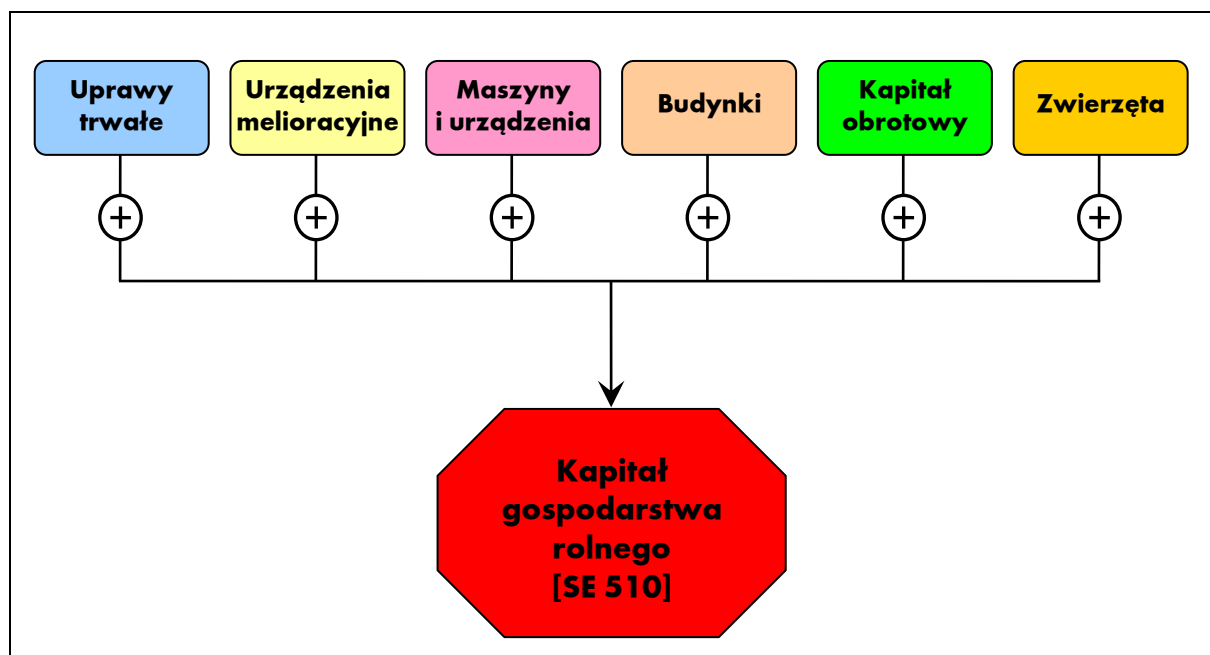 Uprawy
trwałe
Urządzenia
melioracyjne
Maszyny
i urządzenia
Budynki
Kapitał
obrotowy
Zwierzęta
+ + + + + +
Kapitał
gospodarstwa
rolnego
[SE 510]